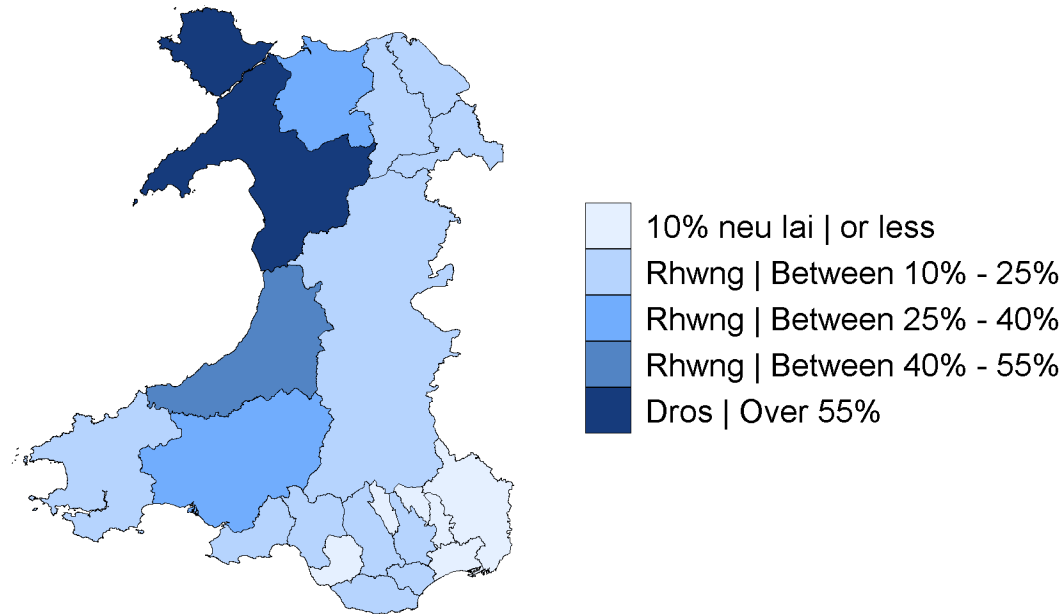 10% neu lai | or less
Rhwng | Between 10% - 25%
Rhwng | Between 25% - 40%
Rhwng | Between 40% - 55%
Dros | Over 55%